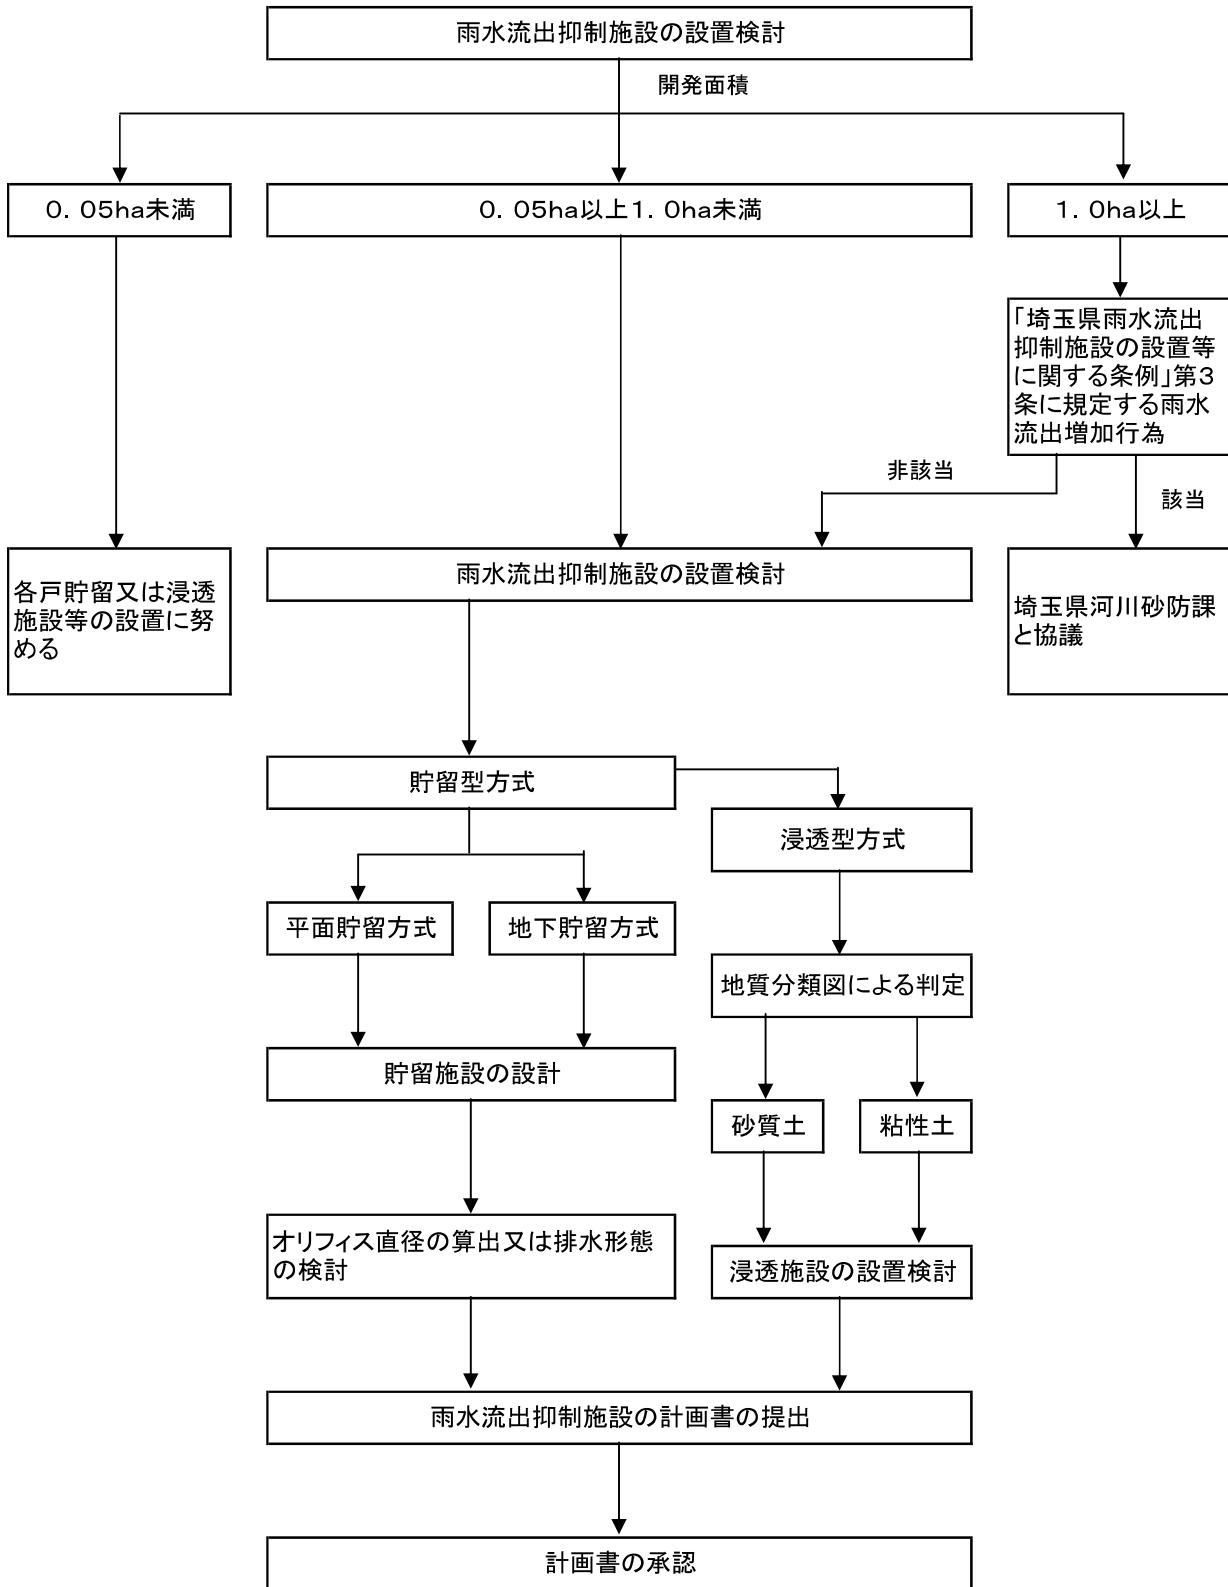 雨水流出抑制施設の設置検討
開発面積
０．０５ha未満
０．０５ha以上１．０ha未満
１．０ha以上
「埼玉県雨水流出
抑制施設の設置等
に関する条例」第３
条に規定する雨水
流出増加行為
非該当
該当
各戸貯留又は浸透
施設等の設置に努
める
雨水流出抑制施設の設置検討
埼玉県河川砂防課
と協議
貯留型方式
浸透型方式
平面貯留方式
地下貯留方式
地質分類図による判定
貯留施設の設計
砂質土
粘性土
オリフィス直径の算出又は排水形態
の検討
浸透施設の設置検討
雨水流出抑制施設の計画書の提出
計画書の承認